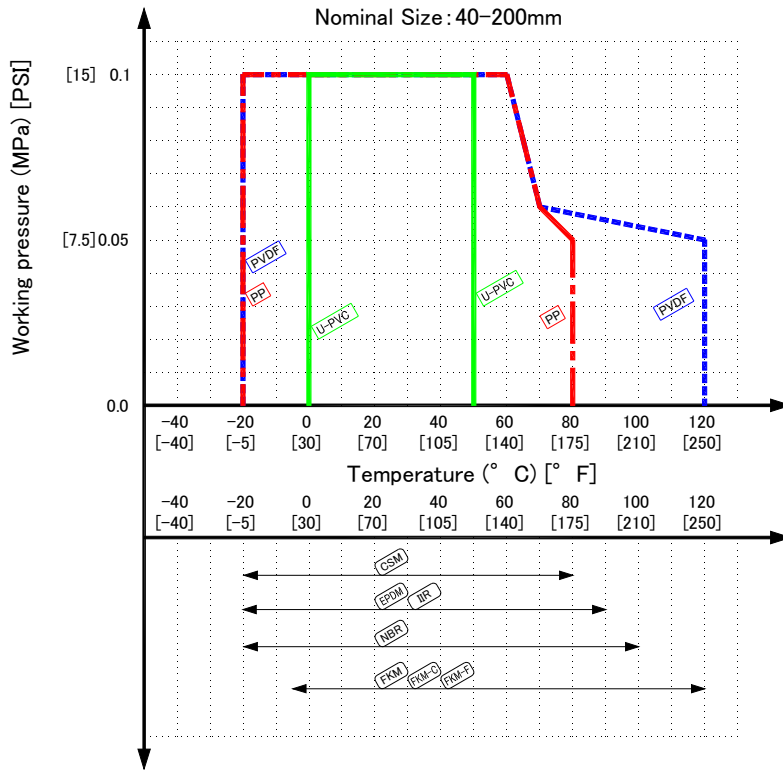 Nominal Size：40-200mm
Working pressure (MPa) [PSI]
[15] 0.1
[7.5] 0.05
0.0
PVDF
PP
U-PVC
U-PVC
PP
PVDF
-40 -20 0 20 40 60 80 100 120
[-40] [-5] [30] [70] [105] [140] [175] [210] [250]
Temperature (° C) [° F]
-40 -20 0 20 40 60 80 100 120
[-40] [-5] [30] [70] [105] [140] [175] [210] [250]
CSM
EPDM IIR
NBR
FKM FKM-C FKM-F